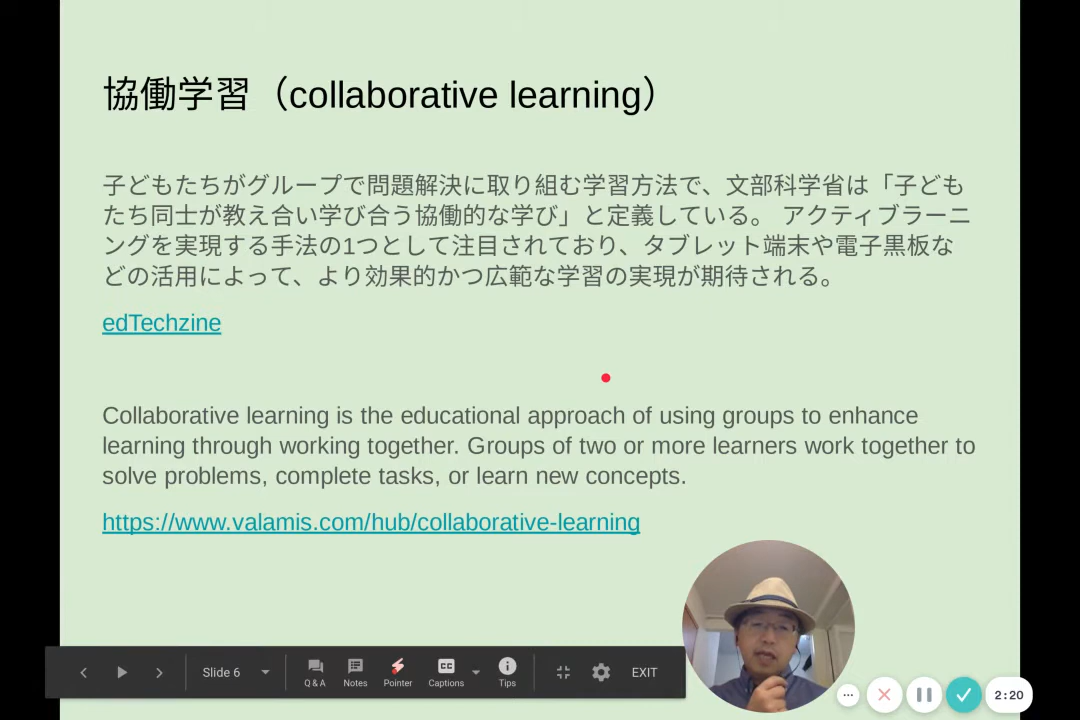 協働学習（collaborative learning）
子どもたちがグループで問題解決に取り組む学習方法で、文部科学省は「子ども
たち同士が教え合い学び合う協働的な学び」と定義している。 アクティブラーニ
ングを実現する手法の1つとして注目されており、タブレット端末や電子黒板な
どの活用によって、より効果的かつ広範な学習の実現が期待される。
edTechzine
Collaborative learning is the educational approach of using groups to enhance
learning through working together. Groups of two or more learners work together to
solve problems, complete tasks, or learn new concepts.
https://www.valamis.com/hub/collaborative-learning
Slide 6
Q & A
Notes
Pointer
CC
Captions
Tips
EXIT
2:20